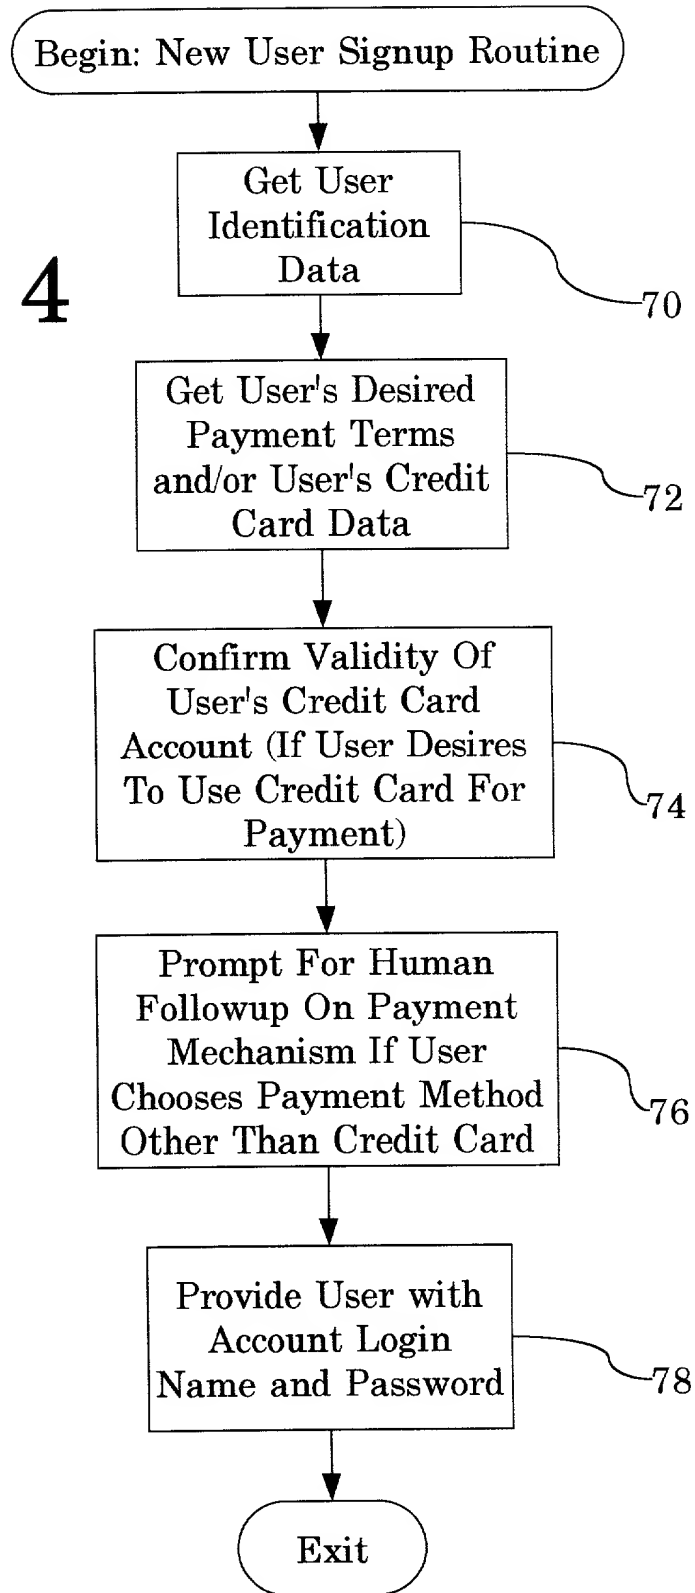 Begin: New User Signup Routine
Get User
Identification
Data
70
4
Get User's Desired
Payment Terms
and/or User's Credit
Card Data
72
Confirm Validity Of
User's Credit Card
Account (If User Desires
To Use Credit Card For
Payment)
74
Prompt For Human
Followup On Payment
Mechanism If User
Chooses Payment Method
Other Than Credit Card
76
Provide User with
Account Login
Name and Password
78
Exit